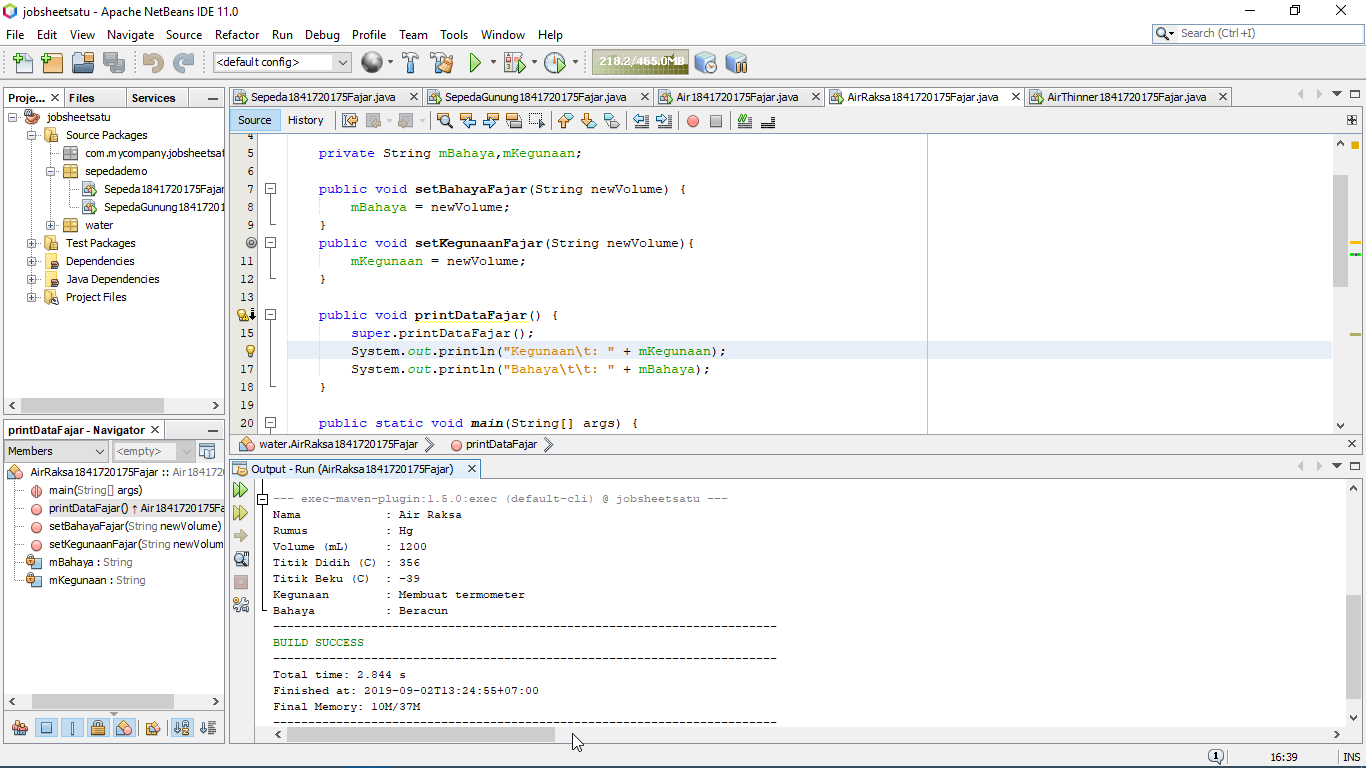 jobsheetsatu - Apache NetBeans IDE 11.0
File Edit View Navigate Source Refactor Run Debug Profile Team Tools Window Help
Search (Ctrl+I)
<default config>
218.2/465.0MB
Proje... Files Services
jobsheetsatu
Source Packages
com.mycompany.jobsheetsat
sepedademo
Sepeda1841720175Fajar
SepedaGunung18417201
water
Test Packages
Dependencies
Java Dependencies
Project Files
Sepeda1841720175Fajar.java SepedaGunung1841720175Fajar.java Air1841720175Fajar.java AirRaksa1841720175Fajar.java AirThinner1841720175Fajar.java
Source History
4
5 private String mBahaya,mKegunaan;
6
7 public void setBahayaFajar(String newVolume) {
8 mBahaya = newVolume;
9 }
public void setKegunaanFajar(String newVolume){
11 mKegunaan = newVolume;
12 }
13
public void printDataFajar() {
15 super.printDataFajar();
System.out.println("Kegunaan\t: " + mKegunaan);
17 System.out.println("Bahaya\t\t: " + mBahaya);
18 }
19
20 public static void main(String[] args) {
water.AirRaksa1841720175Fajar printDataFajar
printDataFajar - Navigator
Members <empty>
AirRaksa1841720175Fajar :: Air184172
main(String[] args)
printDataFajar() ↑ Air1841720175Fa
setBahayaFajar(String newVolume)
setKegunaanFajar(String newVolum
mBahaya : String
mKegunaan : String
Output - Run (AirRaksa1841720175Fajar)
--- exec-maven-plugin:1.5.0:exec (default-cli) @ jobsheetsatu ---
Nama : Air Raksa
Rumus : Hg
Volume (mL) : 1200
Titik Didih (C) : 356
Titik Beku (C) : -39
Kegunaan : Membuat termometer
Bahaya : Beracun
------------------------------------------------------------------------
BUILD SUCCESS
------------------------------------------------------------------------
Total time: 2.844 s
Finished at: 2019-09-02T13:24:55+07:00
Final Memory: 10M/37M
------------------------------------------------------------------------
1 16:39 INS